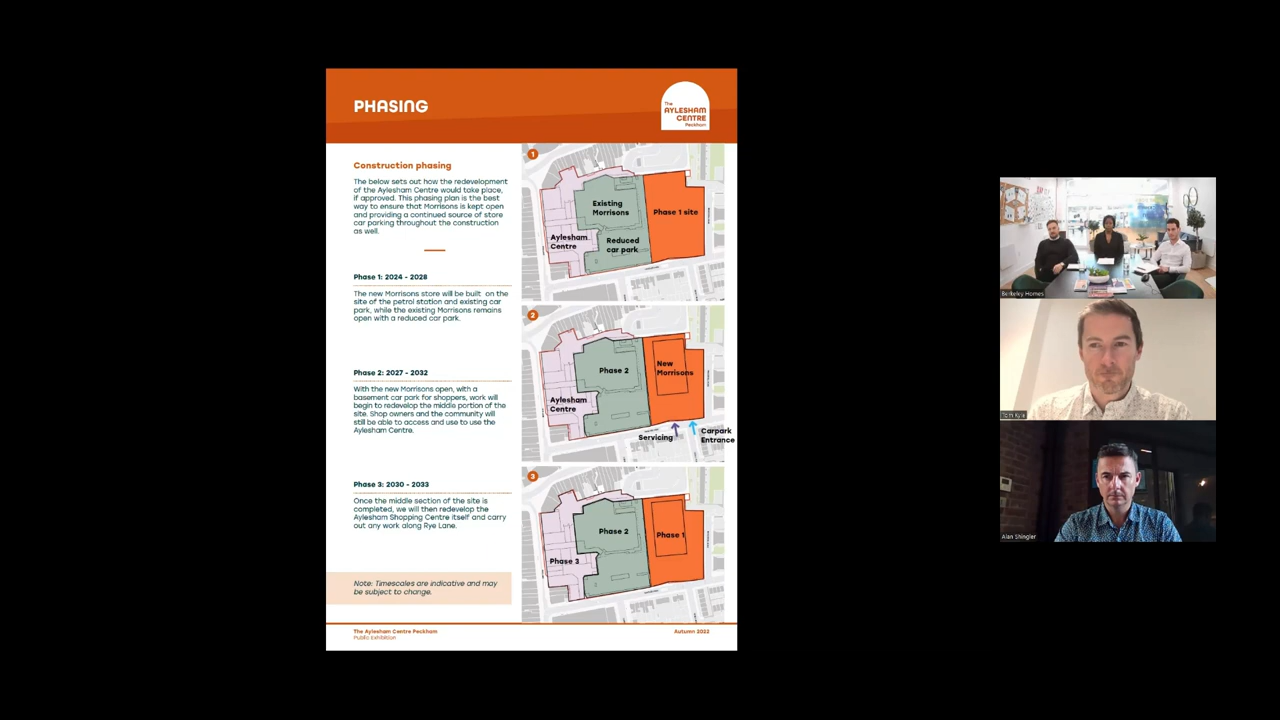 PHASING
The
AYLESHAM
CENTRE
Peckham
Construction phasing
The below sets out how the redevelopment
of the Aylesham Centre would take place,
if approved. This phasing plan is the best
way to ensure that Morrisons is kept open
and providing a continued source of store
car parking throughout the construction
as well.
Phase 1: 2024 - 2028
The new Morrisons store will be built on the
site of the petrol station and existing car
park, while the existing Morrisons remains
open with a reduced car park.
Phase 2: 2027 - 2032
With the new Morrisons open, with a
basement car park for shoppers, work will
begin to redevelop the middle portion of the
site. Shop owners and the community will
still be able to access and use to use the
Aylesham Centre.
Phase 3: 2030 - 2033
Once the middle section of the site is
completed, we will then redevelop the
Aylesham Shopping Centre itself and carry
out any work along Rye Lane.
Note: Timescales are indicative and may
be subject to change.
1
Existing
Morrisons
Phase 1 site
Aylesham
Centre
Reduced
car park
2
New
Morrisons
Phase 2
Aylesham
Centre
Servicing
Carpark
Entrance
3
Phase 2
Phase 1
Phase 3
The Aylesham Centre Peckham
Public Exhibition
Autumn 2022
Berkeley Homes
Tom Kyle
Alan Shingler